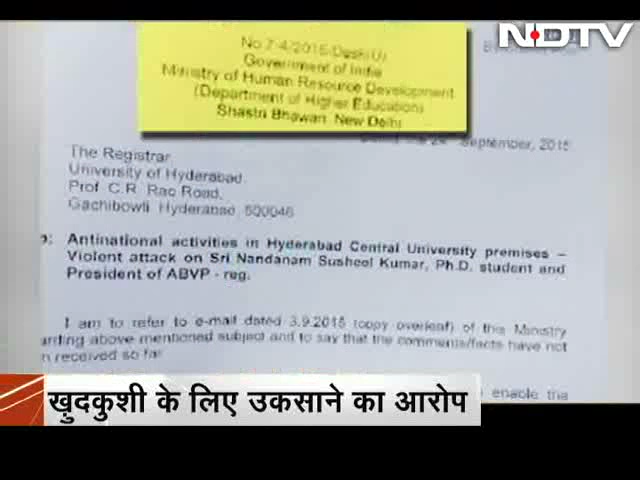 NDTV
No.7-4/2015-Desk(U)
Government of India
Ministry of Human Resource Development
(Department of Higher Education)
Shastri Bhawan, New Delhi
September, 2015
The Registrar,
University of Hyderabad,
Prof. C.R. Rao Road,
Gachibowli, Hyderabad, 500046
Antinational activities in Hyderabad Central University premises –
Violent attack on Sri Nandanam Susheel Kumar, Ph.D. student and
President of ABVP - reg.
I am to refer to e-mail dated 3.9.2015 (copy overleaf) of this Ministry
arding above mentioned subject and to say that the comments/facts have not
n received so far
enable the
ख़ुदकुशी के लिए उकसाने का आरोप